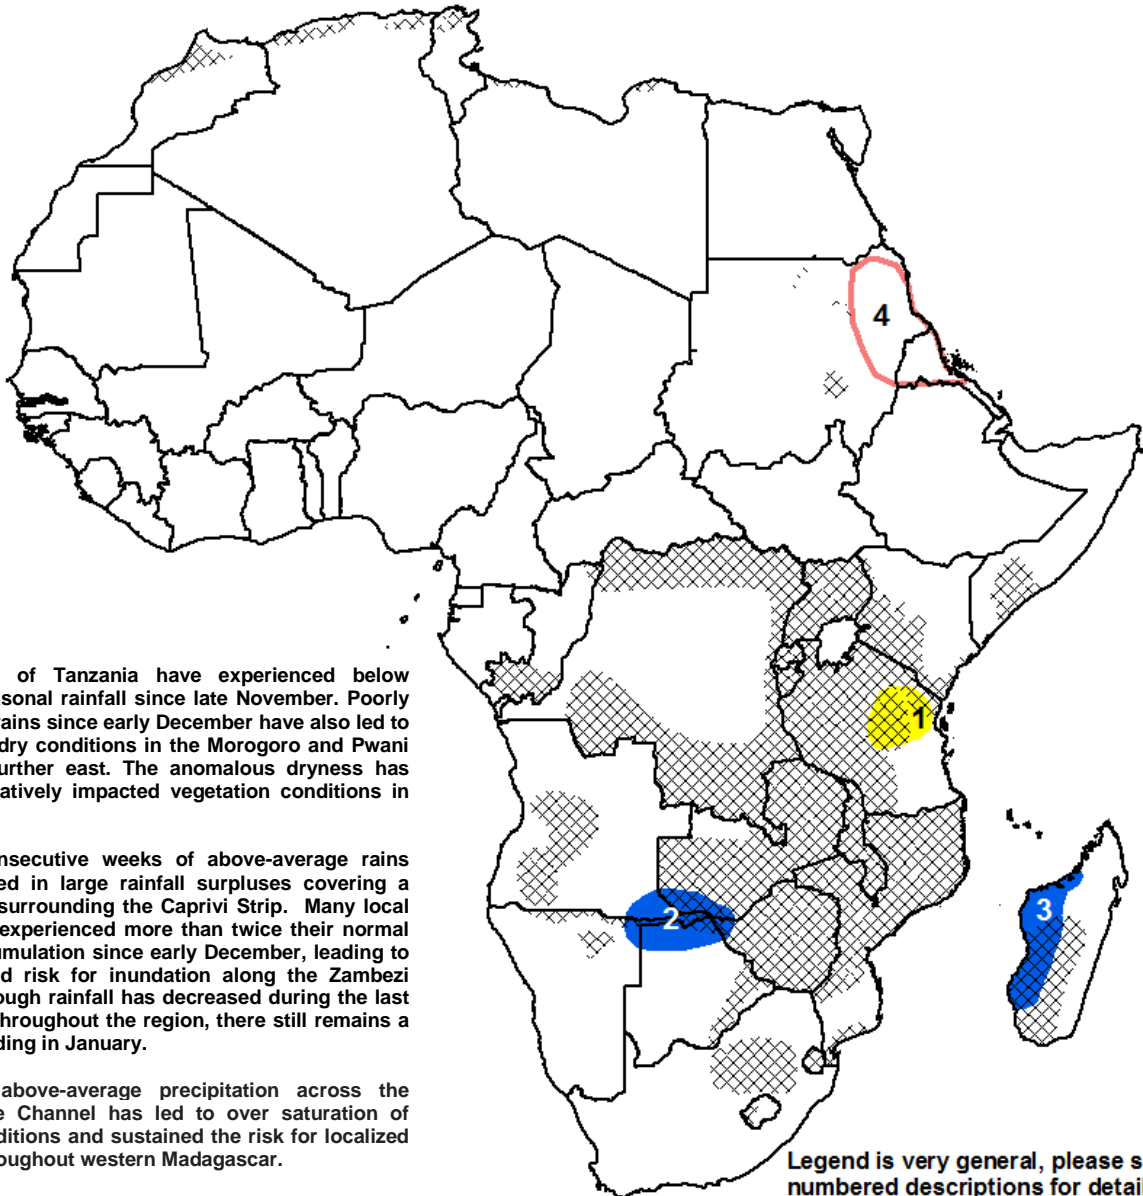 4
of Tanzania have experienced below
sonal rainfall since late November. Poorly
rains since early December have also led to
dry conditions in the Morogoro and Pwani
urther east. The anomalous dryness has
atively impacted vegetation conditions in
1
nsecutive weeks of above-average rains
ed in large rainfall surpluses covering a
surrounding the Caprivi Strip. Many local
experienced more than twice their normal
umulation since early December, leading to
d risk for inundation along the Zambezi
ough rainfall has decreased during the last
hroughout the region, there still remains a
ding in January.
2
3
above-average precipitation across the
e Channel has led to over saturation of
ditions and sustained the risk for localized
oughout western Madagascar.
Legend is very general, please s
numbered descriptions for detail